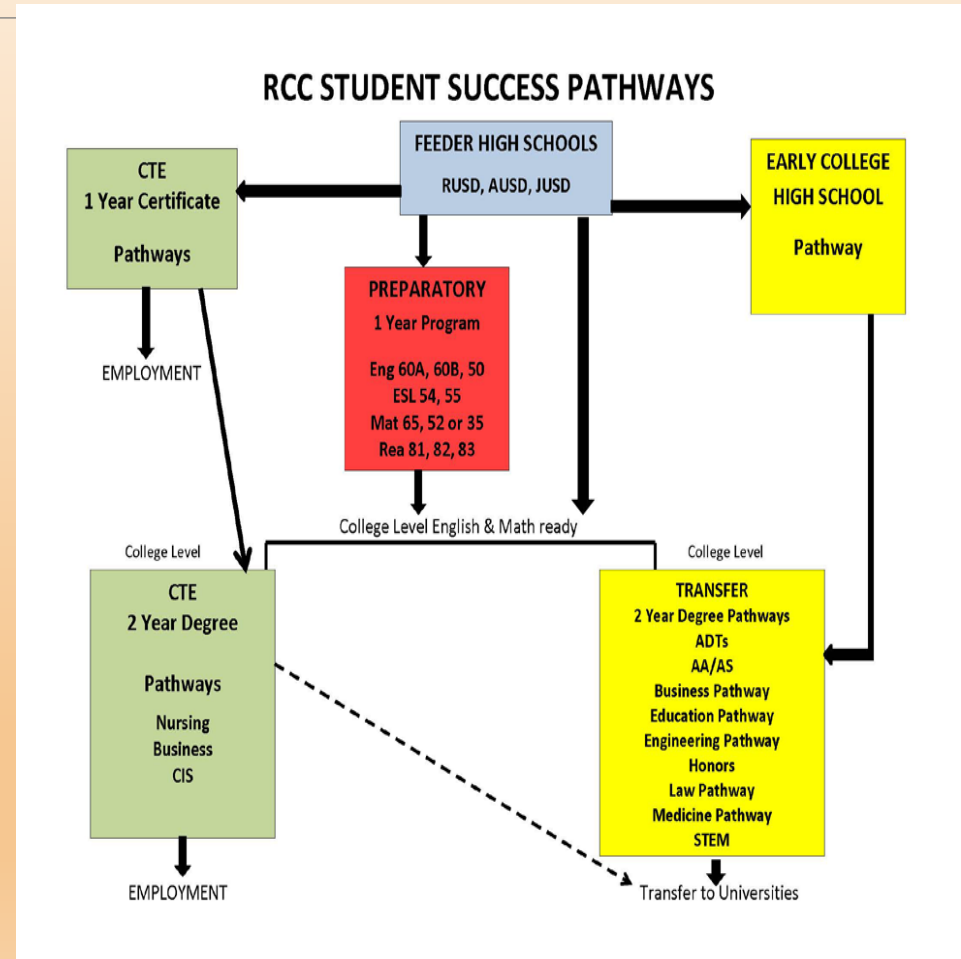 RCC STUDENT SUCCESS PATHWAYS
FEEDER HIGH SCHOOLS
RUSD, AUSD, JUSD
CTE
1 Year Certificate
Pathways
EMPLOYMENT
EARLY COLLEGE
HIGH SCHOOL
Pathway
PREPARATORY
1 Year Program
Eng 60A, 60B, 50
ESL 54, 55
Mat 65, 52 or 35
Rea 81, 82, 83
College Level English & Math ready
College Level
CTE
2 Year Degree
Pathways
Nursing
Business
CIS
EMPLOYMENT
College Level
TRANSFER
2 Year Degree Pathways
ADTs
AA/AS
Business Pathway
Education Pathway
Engineering Pathway
Honors
Law Pathway
Medicine Pathway
STEM
Transfer to Universities